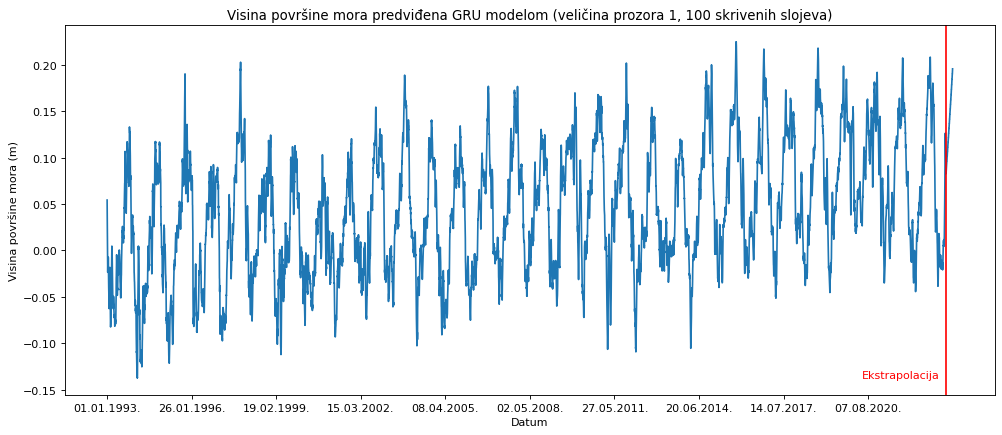 Visina površine mora predviđena GRU modelom (veličina prozora 1, 100 skrivenih slojeva)
Visina površine mora (m)
0.20
0.15
0.10
0.05
0.00
−0.05
−0.10
−0.15
Ekstrapolacija
01.01.1993. 26.01.1996. 19.02.1999. 15.03.2002. 08.04.2005. 02.05.2008. 27.05.2011. 20.06.2014. 14.07.2017. 07.08.2020.
Datum